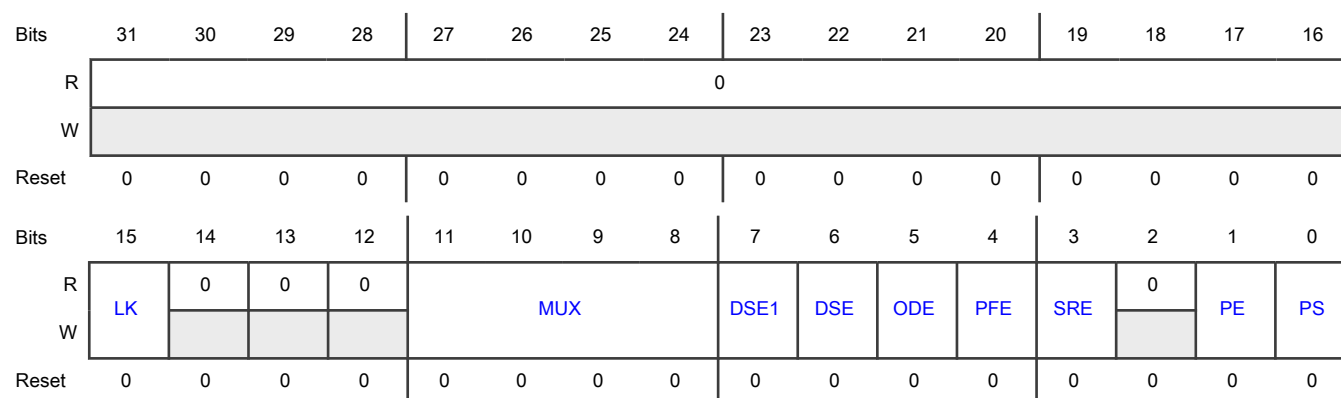 Bits 31 30 29 28 27 26 25 24 23 22 21 20 19 18 17 16
R 0
W
Reset 0 0 0 0 0 0 0 0 0 0 0 0 0 0 0 0
Bits 15 14 13 12 11 10 9 8 7 6 5 4 3 2 1 0
R 0 0 0 0
LK MUX DSE1 DSE ODE PFE SRE PE PS
W
Reset 0 0 0 0 0 0 0 0 0 0 0 0 0 0 0 0